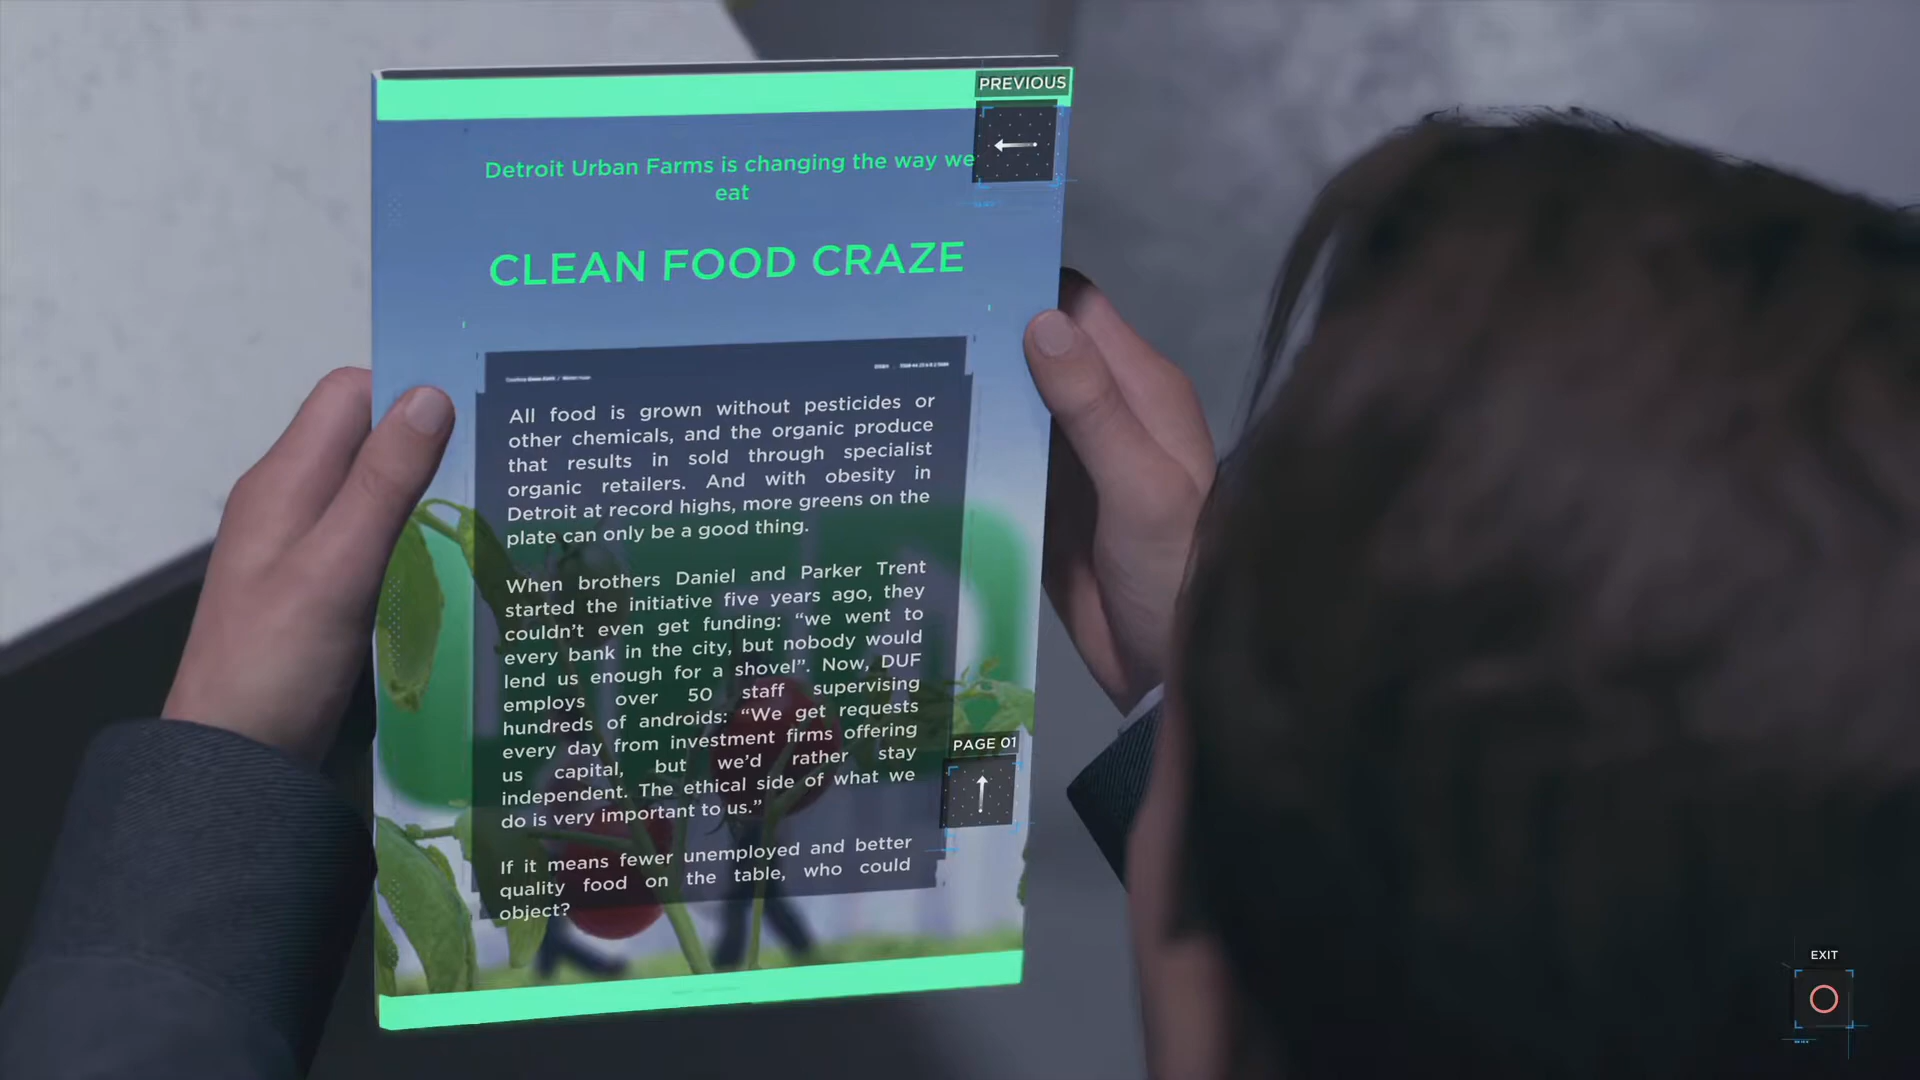 PREVIOUS
Detroit Urban Farms is changing the way we
eat
CLEAN FOOD CRAZE
All food is grown without pesticides or
other chemicals, and the organic produce
that results in sold through specialist
organic retailers. And with obesity in
Detroit at record highs, more greens on the
plate can only be a good thing.
When brothers Daniel and Parker Trent
started the initiative five years ago, they
couldn’t even get funding: “we went to
every bank in the city, but nobody would
lend us enough for a shovel”. Now, DUF
employs over 50 staff supervising
hundreds of androids: “We get requests
every day from investment firms offering
us capital, but we’d rather stay
independent. The ethical side of what we
do is very important to us.”
If it means fewer unemployed and better
quality food on the table, who could
object?
PAGE 01
EXIT